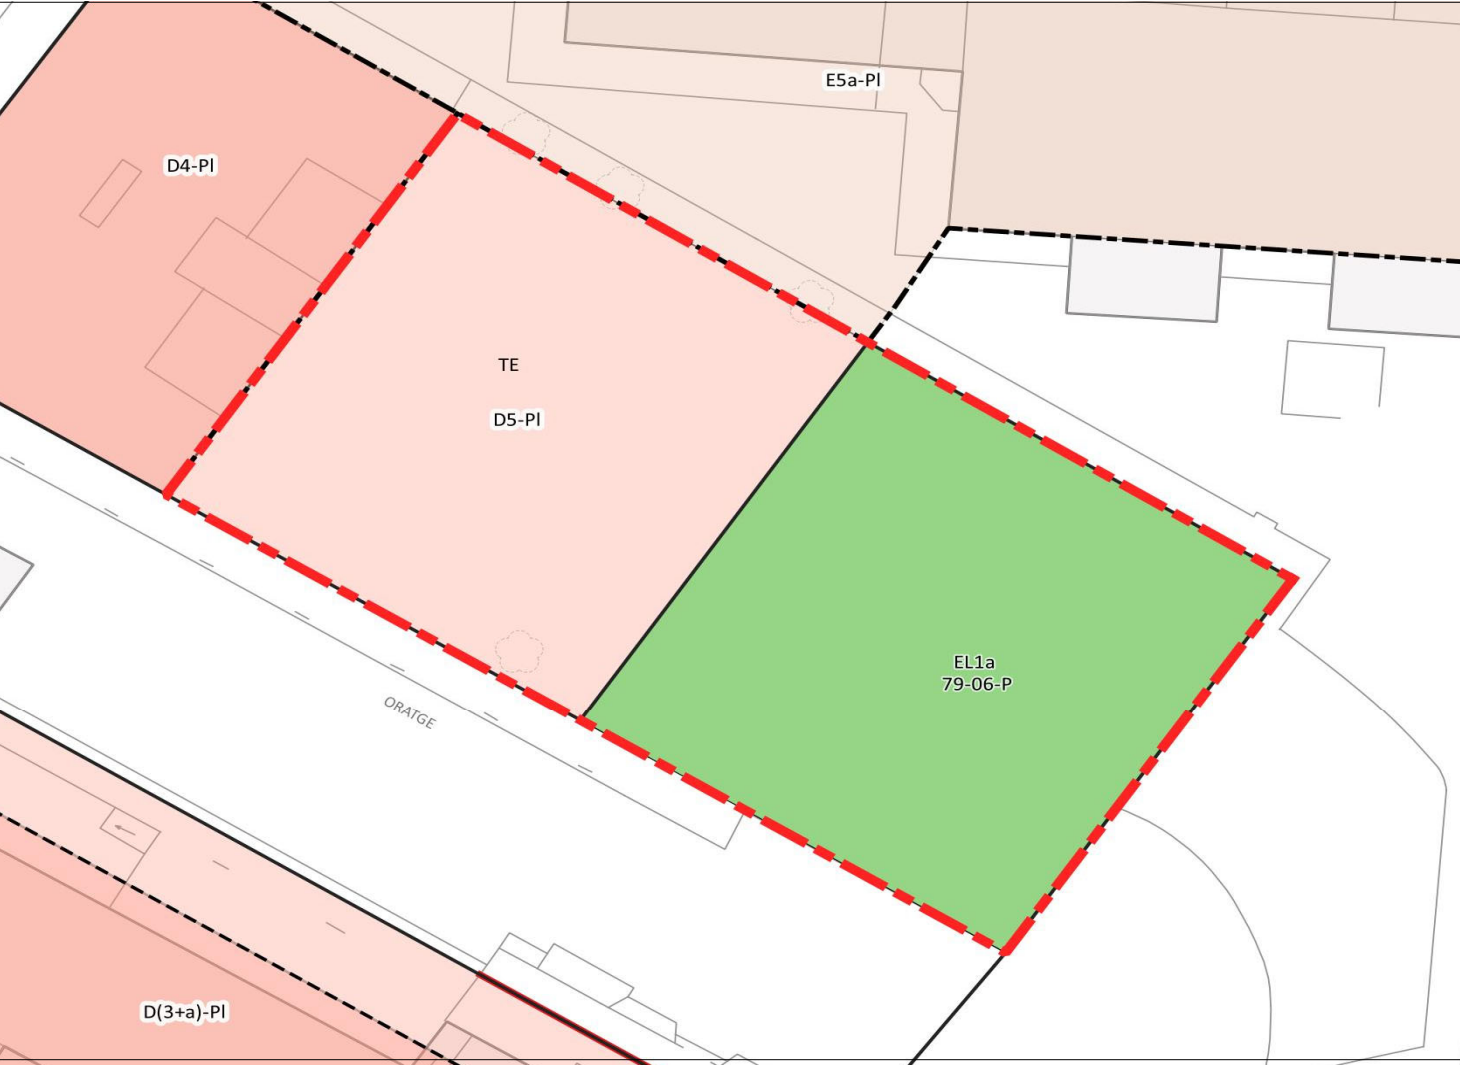 E5a-Pl
D4-Pl
TE
D5-Pl
EL1a
79-06-P
ORATGE
D(3+a)-Pl